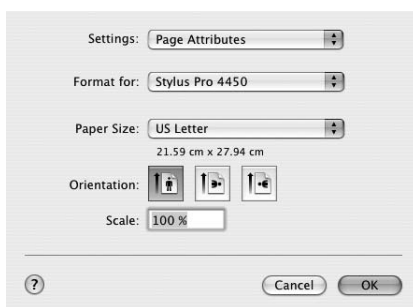 Settings: Page Attributes
Format for: Stylus Pro 4450
Paper Size: US Letter
21.59 cm x 27.94 cm
Orientation:
Scale: 100 %
? Cancel OK